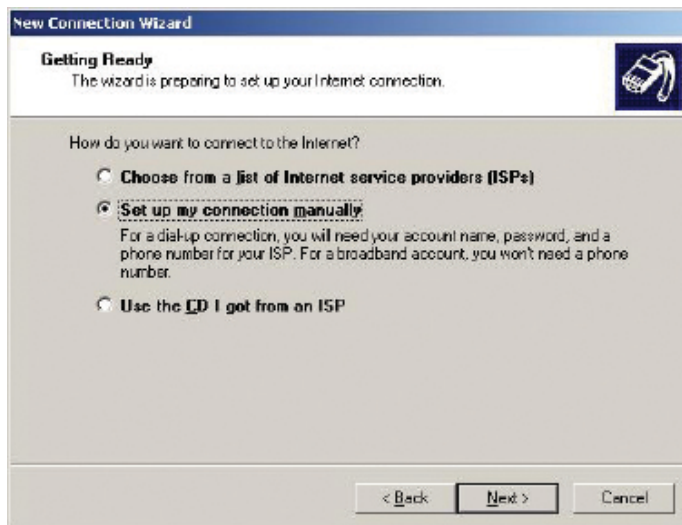 New Connection Wizard
Getting Ready
The wizard is preparing to set up your Internet connection.
How do you want to connect to the Internet?
Choose from a list of Internet service providers (ISPs)
Set up my connection manually
For a dial-up connection, you will need your account name, password, and a
phone number for your ISP. For a broadband account, you won't need a phone
number.
Use the CD I got from an ISP
< Back Next > Cancel